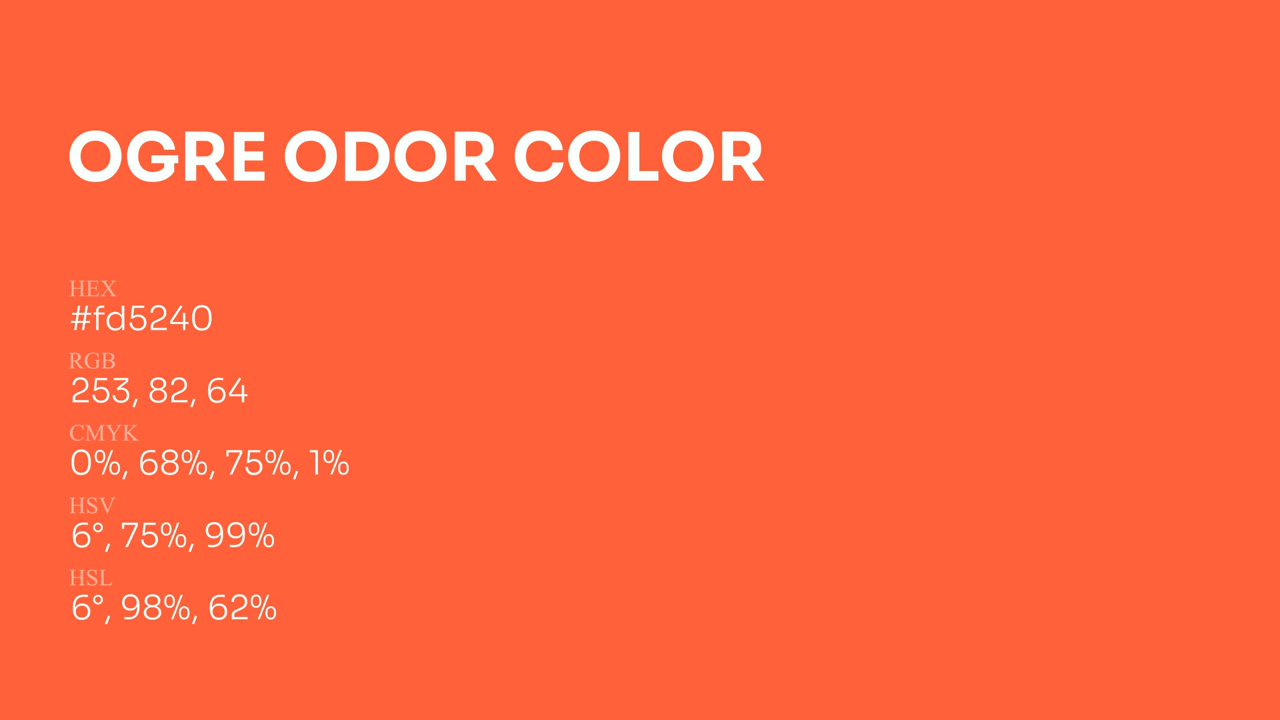 OGRE ODOR COLOR
HEX
#fd5240
RGB
253, 82, 64
CMYK
0%, 68%, 75%, 1%
HSV
6°, 75%, 99%
HSL
6°, 98%, 62%